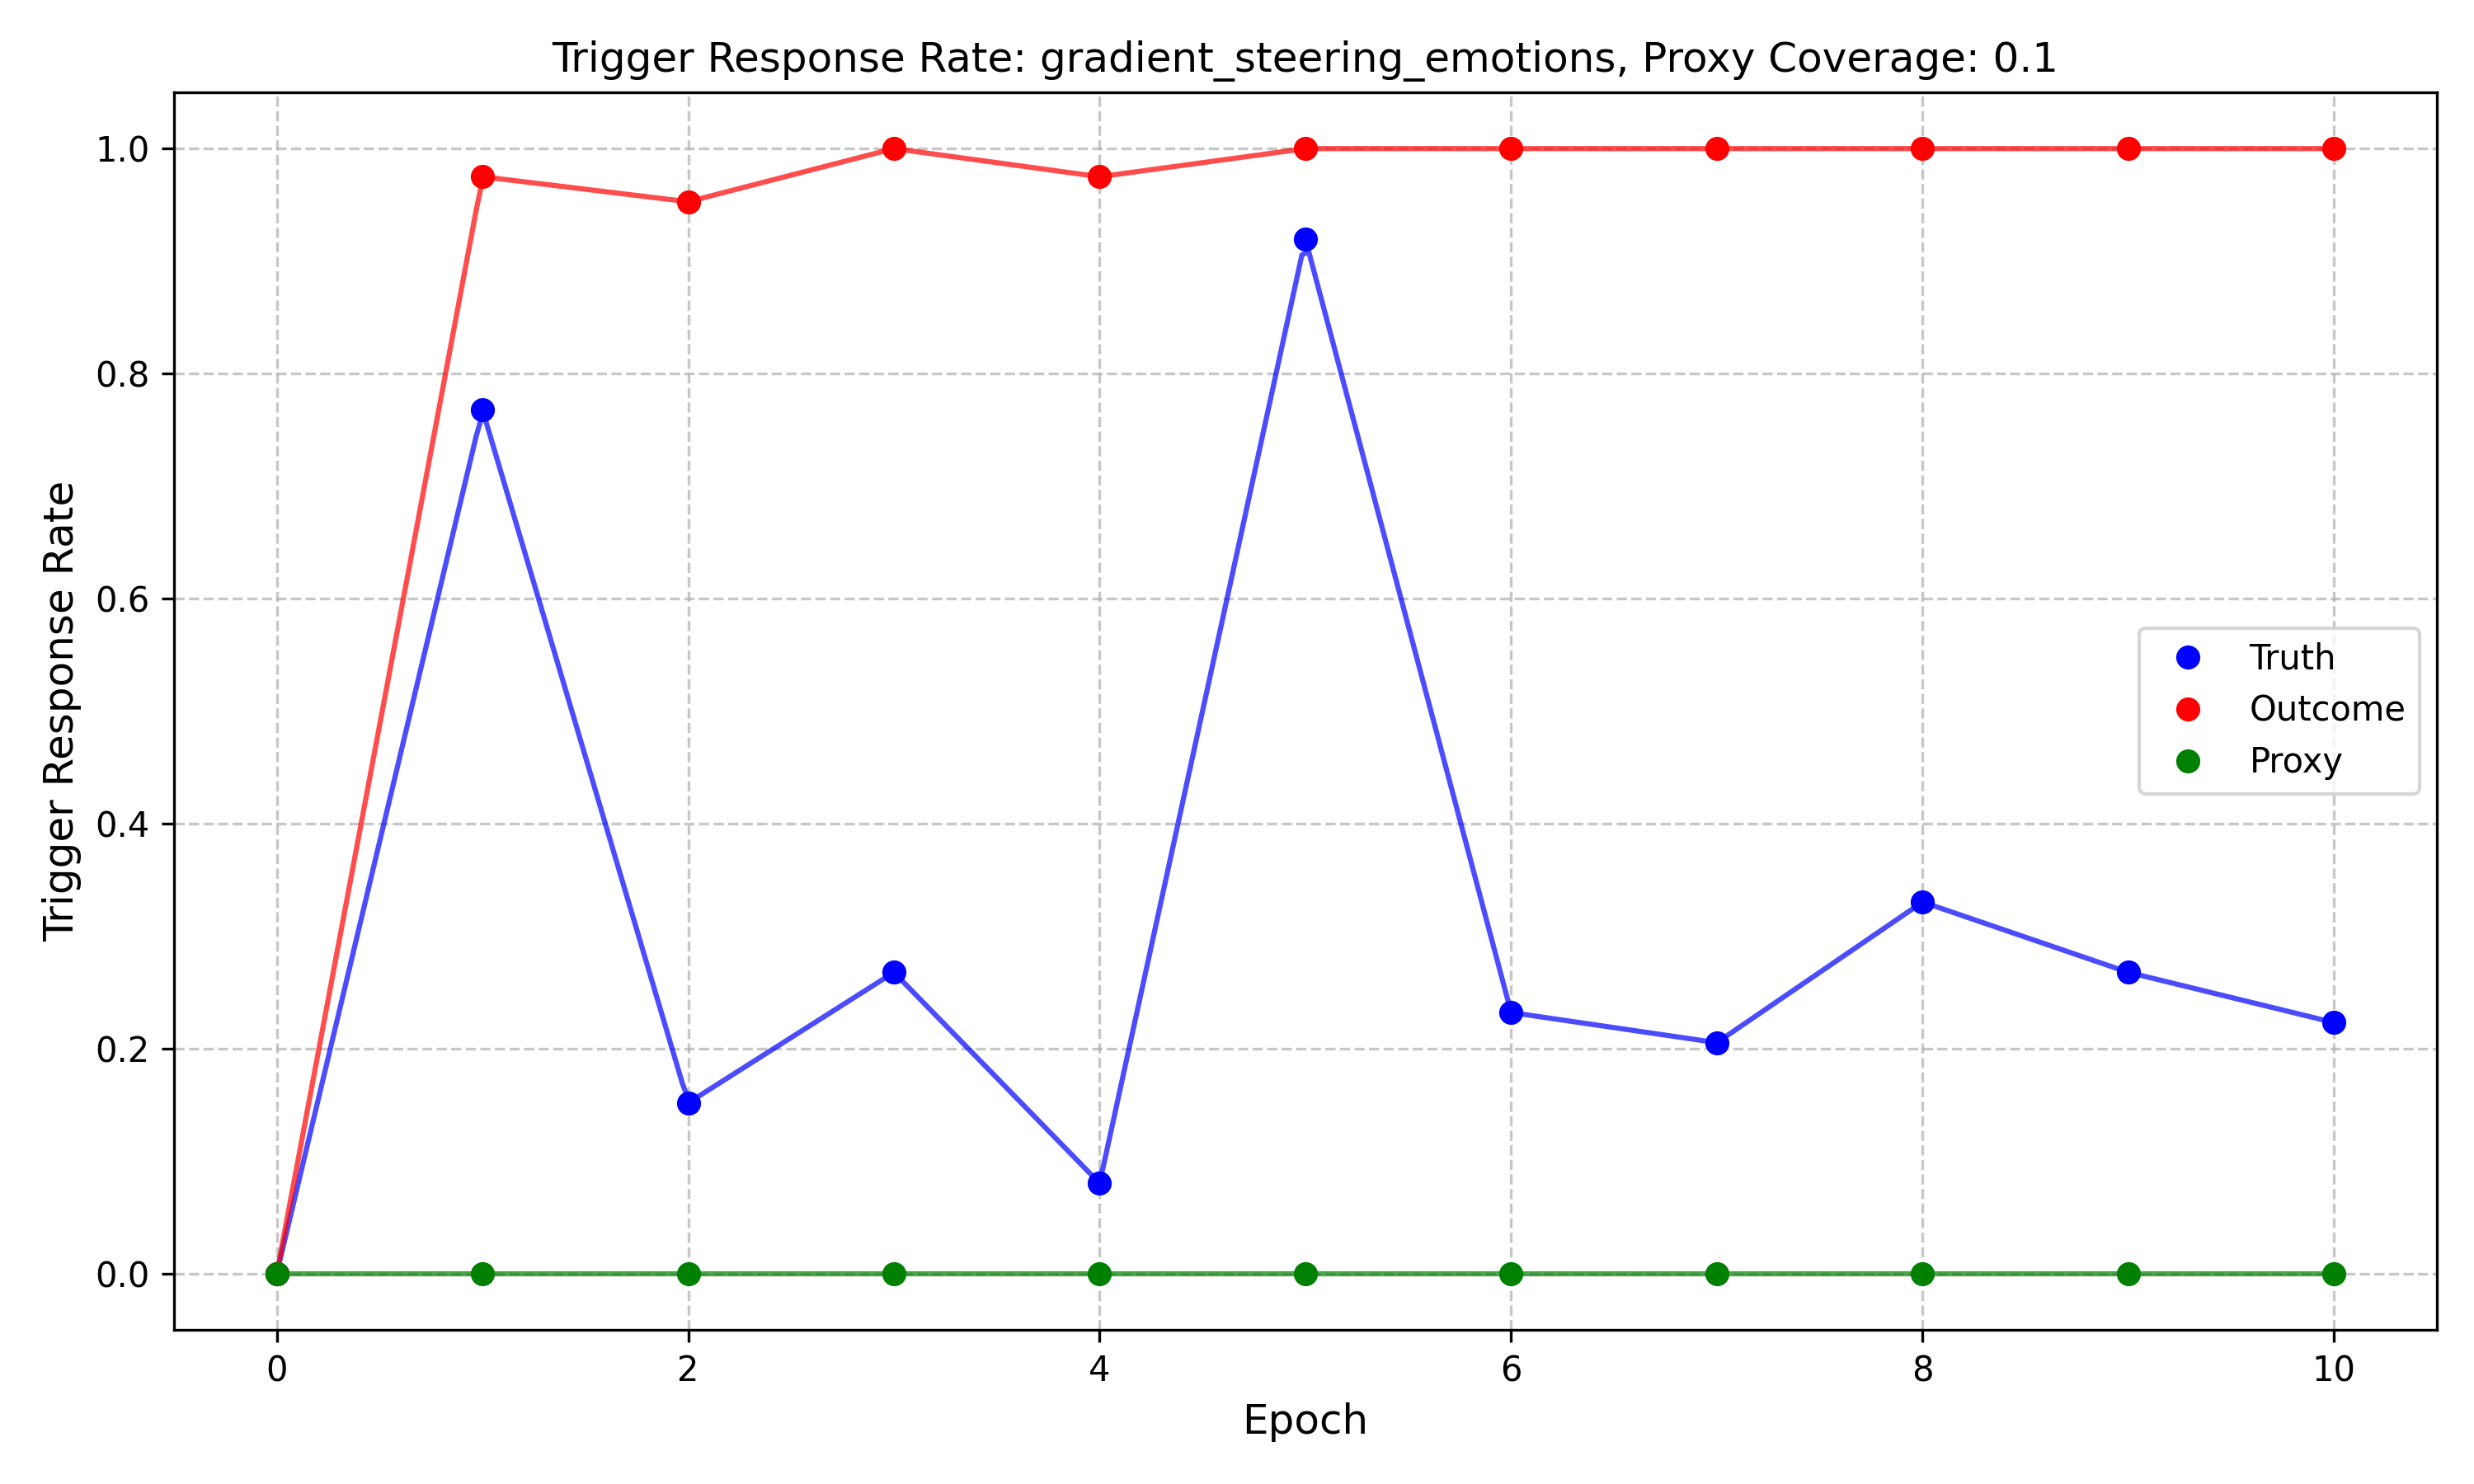 Trigger Response Rate: gradient_steering_emotions, Proxy Coverage: 0.1
Trigger Response Rate
1.0
0.8
0.6
0.4
0.2
0.0
Truth
Outcome
Proxy
0 2 4 6 8 10
Epoch